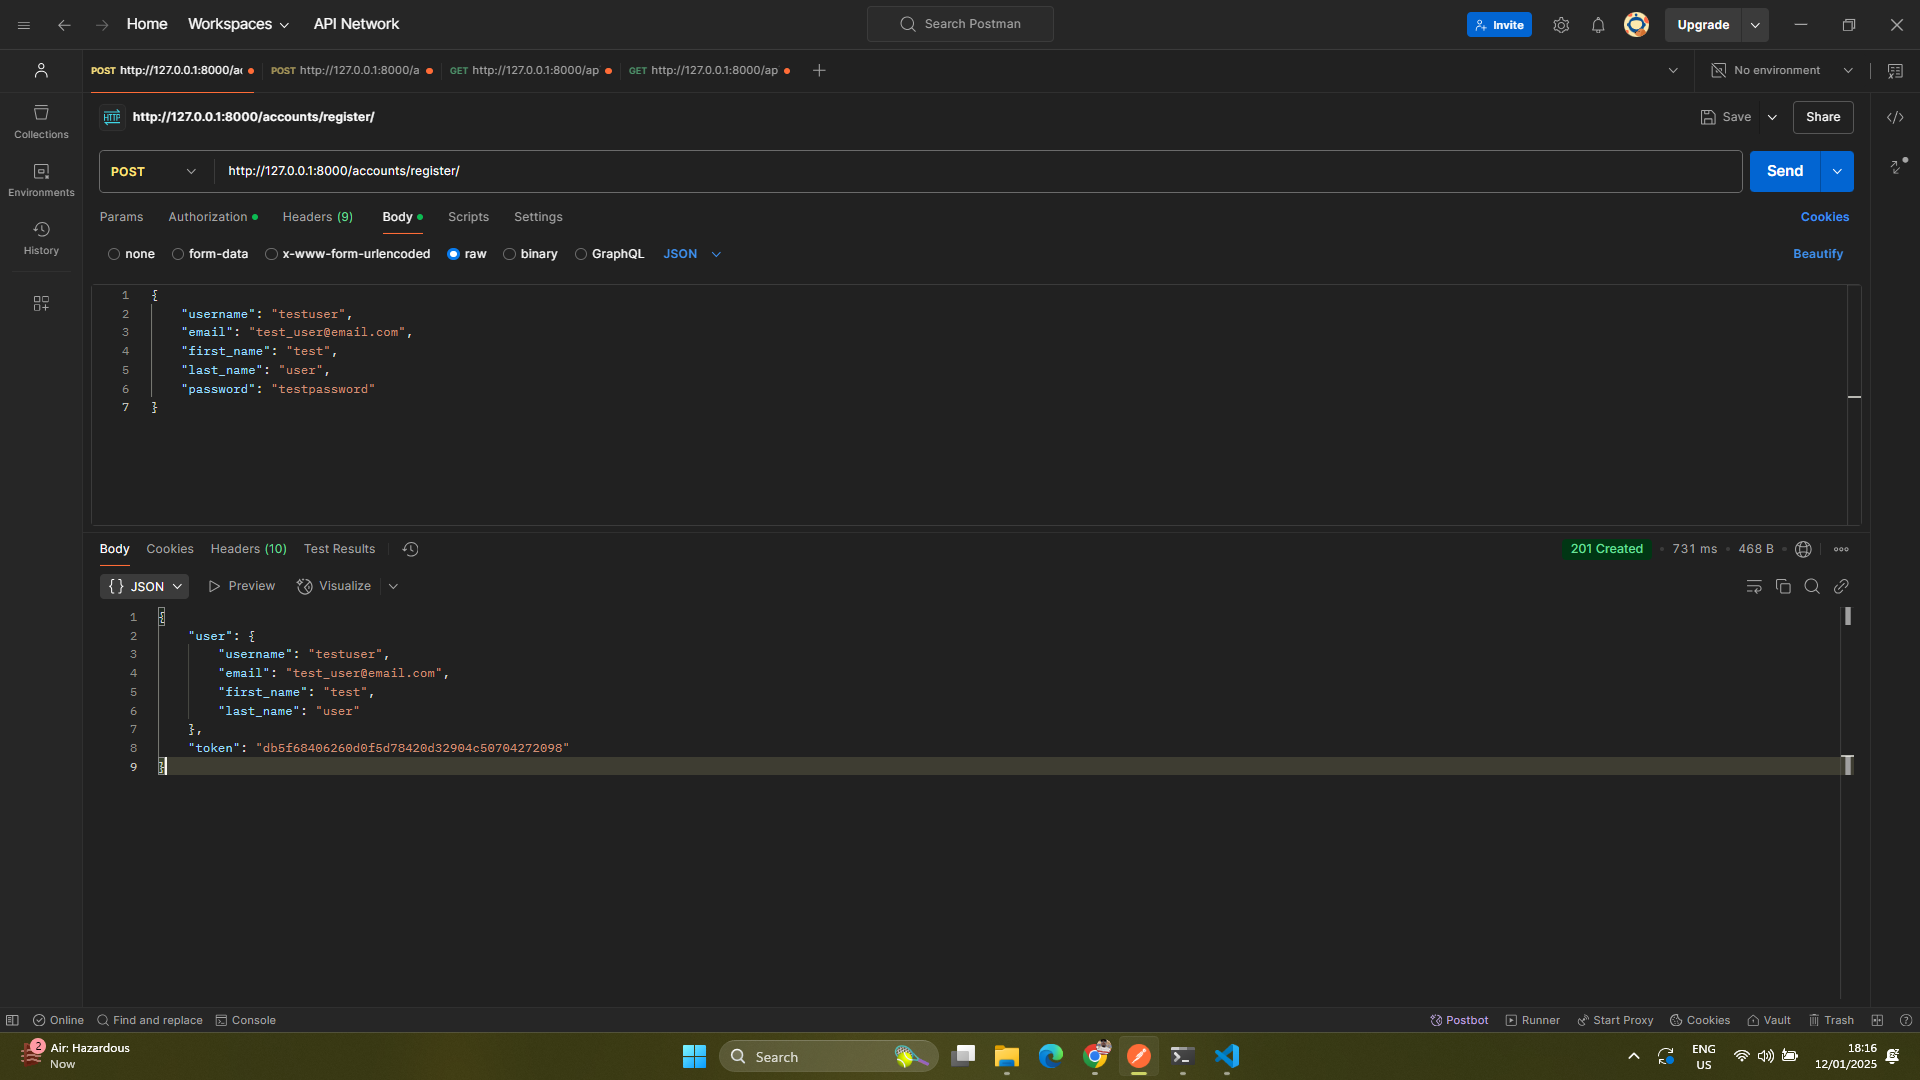 Home Workspaces API Network Search Postman Invite Upgrade
POST http://127.0.0.1:8000/ac POST http://127.0.0.1:8000/a GET http://127.0.0.1:8000/ap GET http://127.0.0.1:8000/ap No environment
Collections
Environments
History
HTTP http://127.0.0.1:8000/accounts/register/ Save Share
POST http://127.0.0.1:8000/accounts/register/ Send
Params Authorization Headers (9) Body Scripts Settings Cookies
none form-data x-www-form-urlencoded raw binary GraphQL JSON Beautify
1 {
2 "username": "testuser",
3 "email": "test_user@email.com",
4 "first_name": "test",
5 "last_name": "user",
6 "password": "testpassword"
7 }
Body Cookies Headers (10) Test Results 201 Created 731 ms 468 B
{} JSON Preview Visualize
1 {
2 "user": {
3 "username": "testuser",
4 "email": "test_user@email.com",
5 "first_name": "test",
6 "last_name": "user"
7 },
8 "token": "db5f68406260d0f5d78420d32904c50704272098"
9 }
Online Find and replace Console Postbot Runner Start Proxy Cookies Vault Trash
2 Air: Hazardous
Now
Search
ENG
US
18:16
12/01/2025